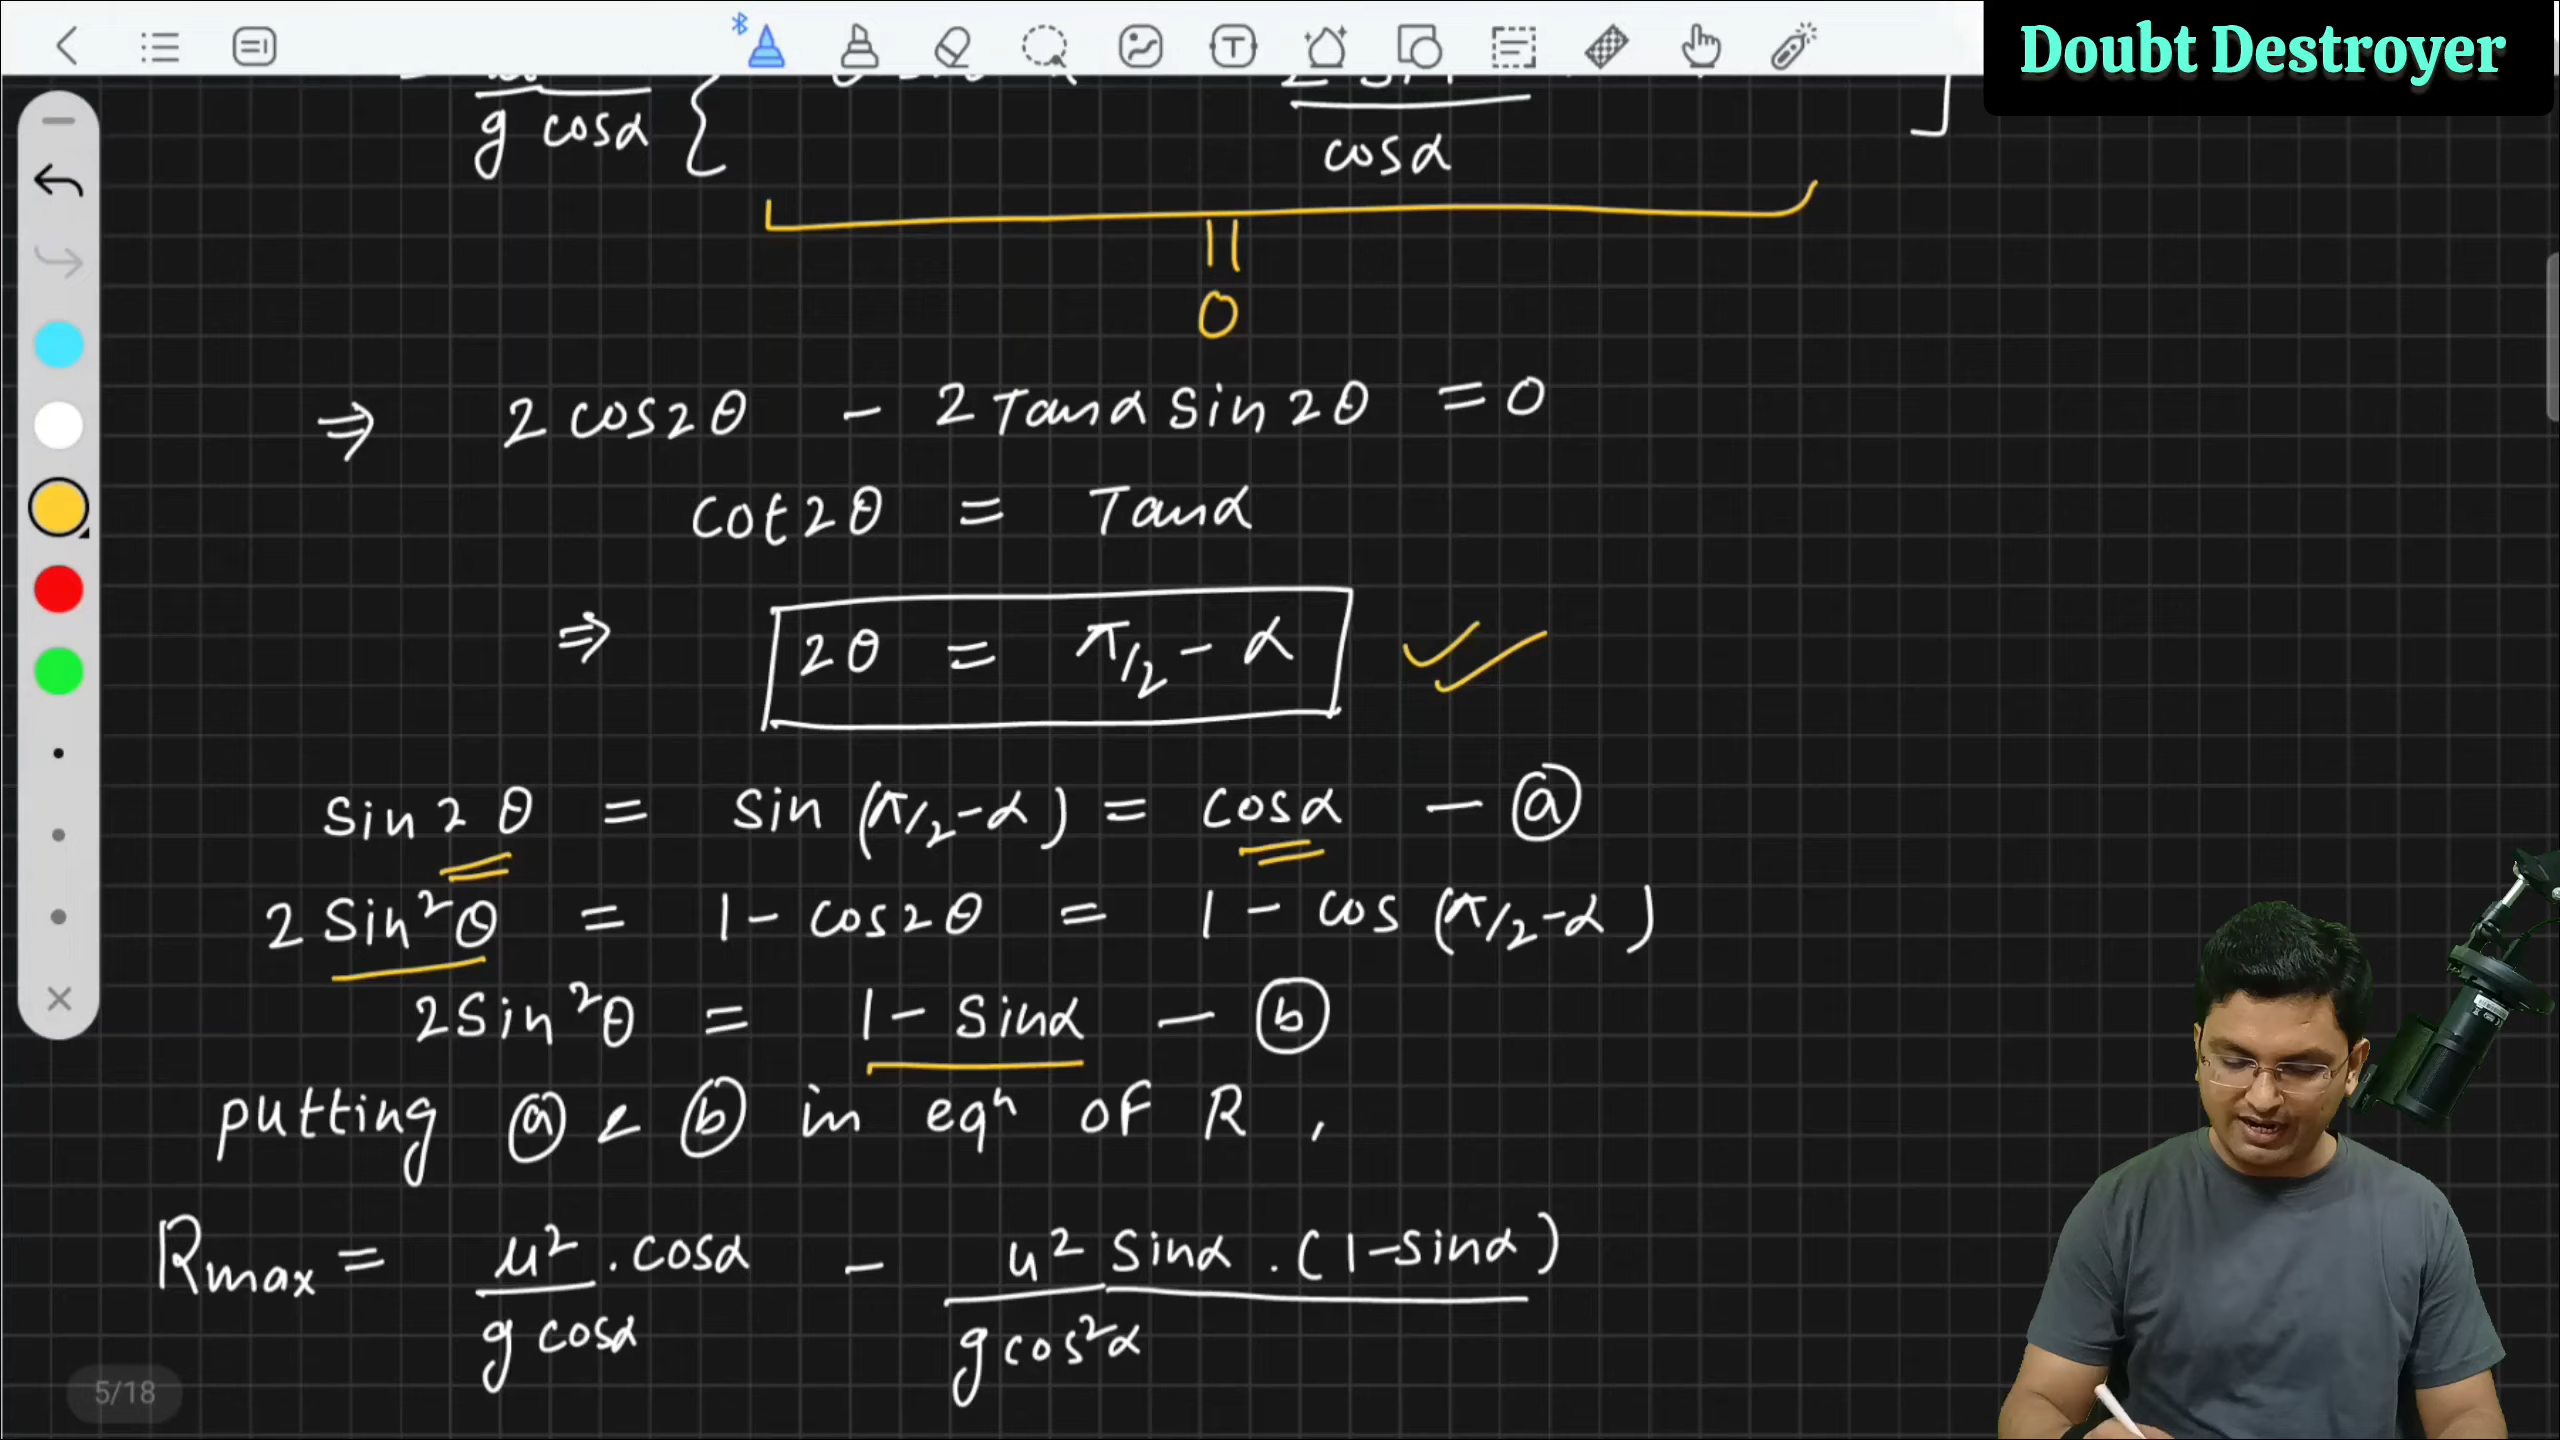 Doubt Destroyer
g cosα {
cosα ]
||
0
⇒ 2 cos2θ - 2 Tanα sin2θ = 0
cot2θ = Tanα
⇒ 2θ = π/2 - α
sin2θ = sin (π/2-α) = cosα - ⓐ
2 Sin²θ = 1 - cos2θ = 1 - cos (π/2-α)
2Sin²θ = 1 - Sinα - ⓑ
putting ⓐ & ⓑ in eqⁿ of R,
Rmax = u²/g cosα . cosα - u² sinα . (1-sinα)/g cos²α
5/18